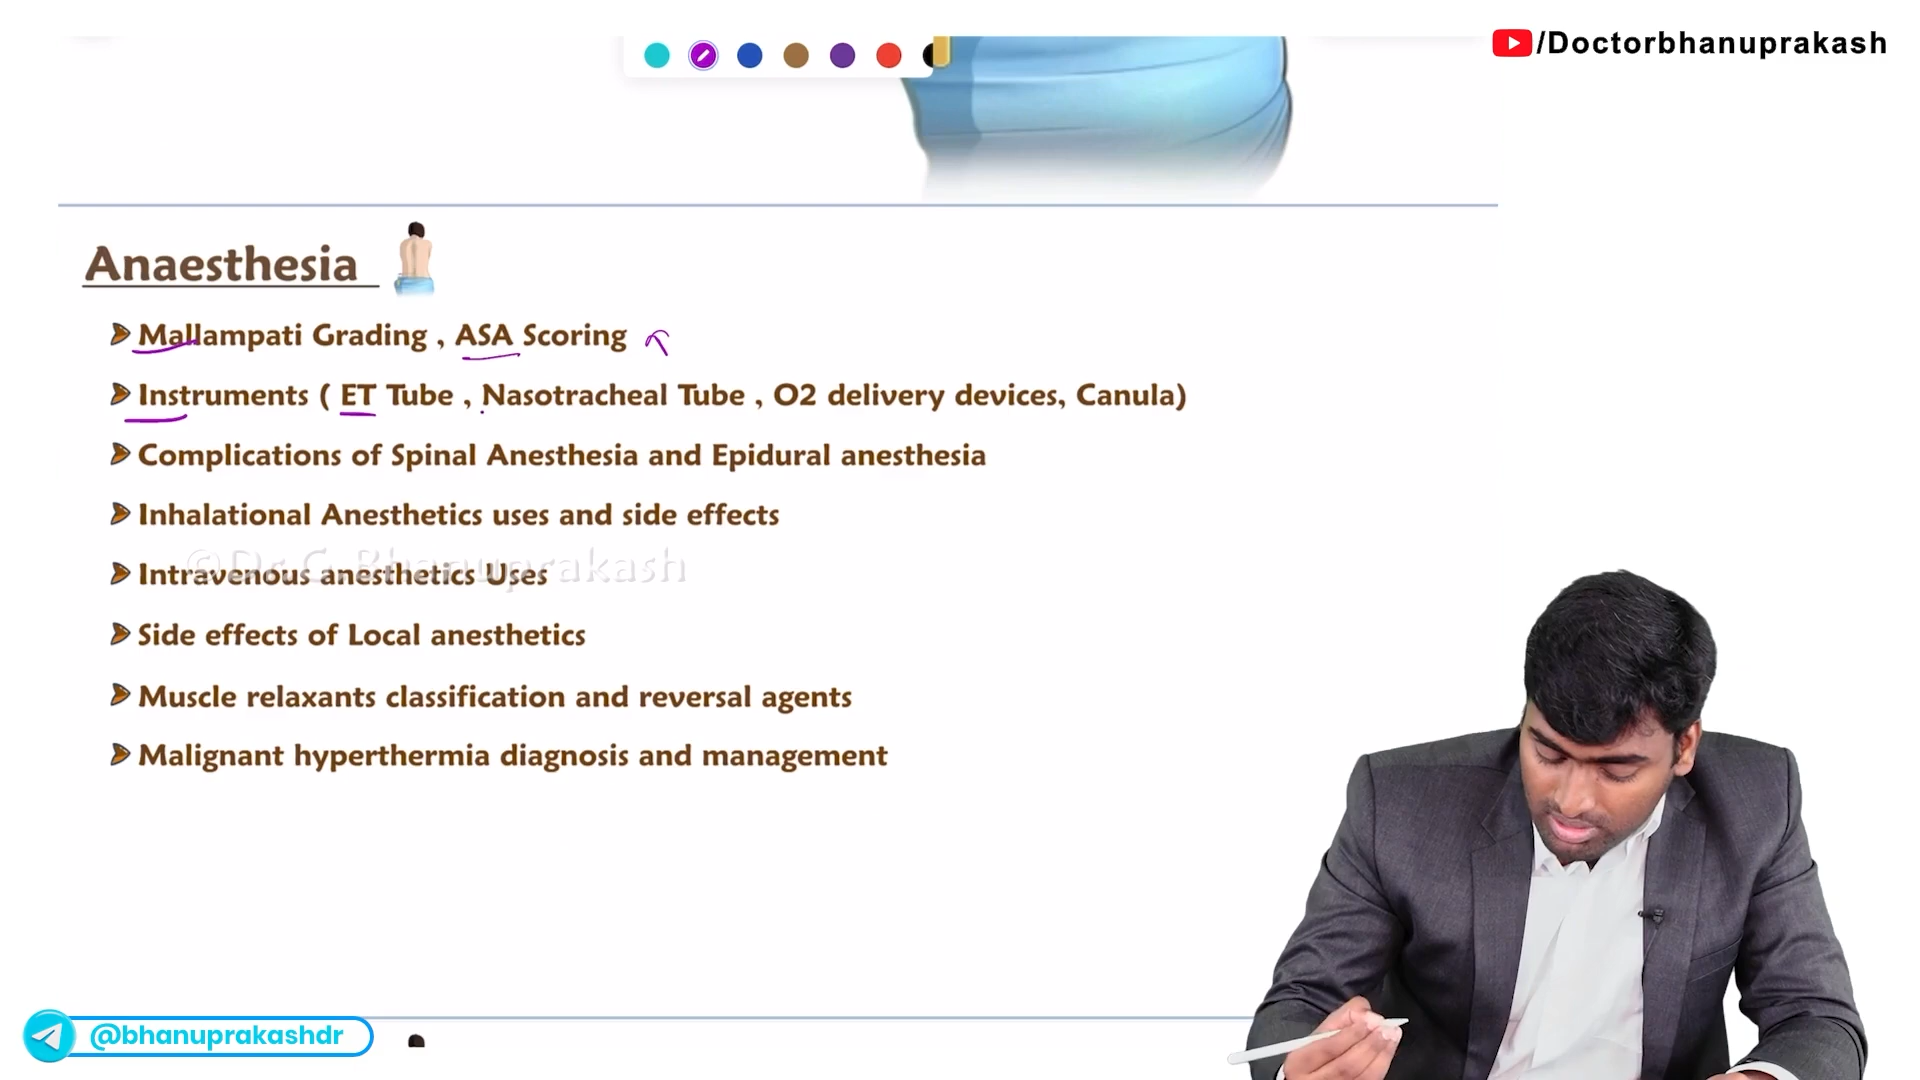 /Doctorbhanuprakash
Anaesthesia
Mallampati Grading , ASA Scoring
Instruments ( ET Tube , Nasotracheal Tube , O2 delivery devices, Canula)
Complications of Spinal Anesthesia and Epidural anesthesia
Inhalational Anesthetics uses and side effects
©Dr.G.Bhanuprakash
Intravenous anesthetics Uses
Side effects of Local anesthetics
Muscle relaxants classification and reversal agents
Malignant hyperthermia diagnosis and management
@bhanuprakashdr